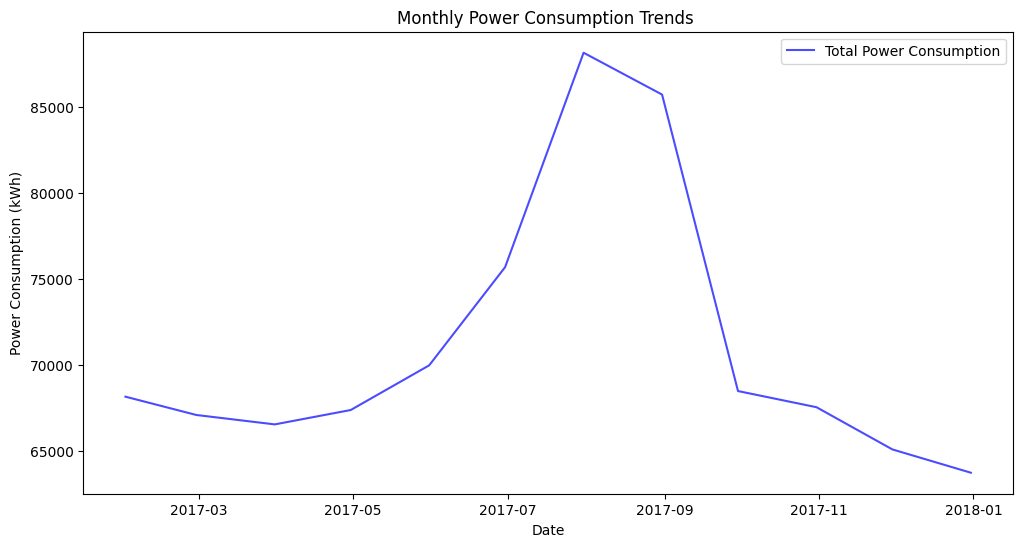 Monthly Power Consumption Trends
Total Power Consumption
Power Consumption (kWh)
85000
80000
75000
70000
65000
2017-03
2017-05
2017-07
2017-09
2017-11
2018-01
Date